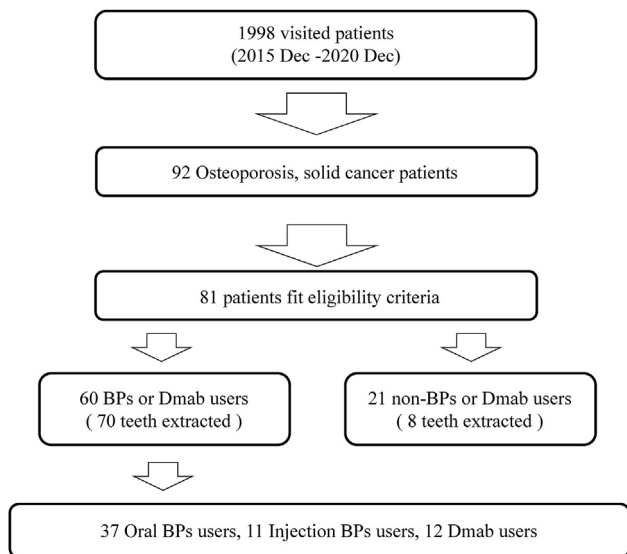 1998 visited patients
(2015 Dec -2020 Dec)
92 Osteoporosis, solid cancer patients
81 patients fit eligibility criteria
60 BPs or Dmab users
( 70 teeth extracted )
21 non-BPs or Dmab users
( 8 teeth extracted )
37 Oral BPs users, 11 Injection BPs users, 12 Dmab users